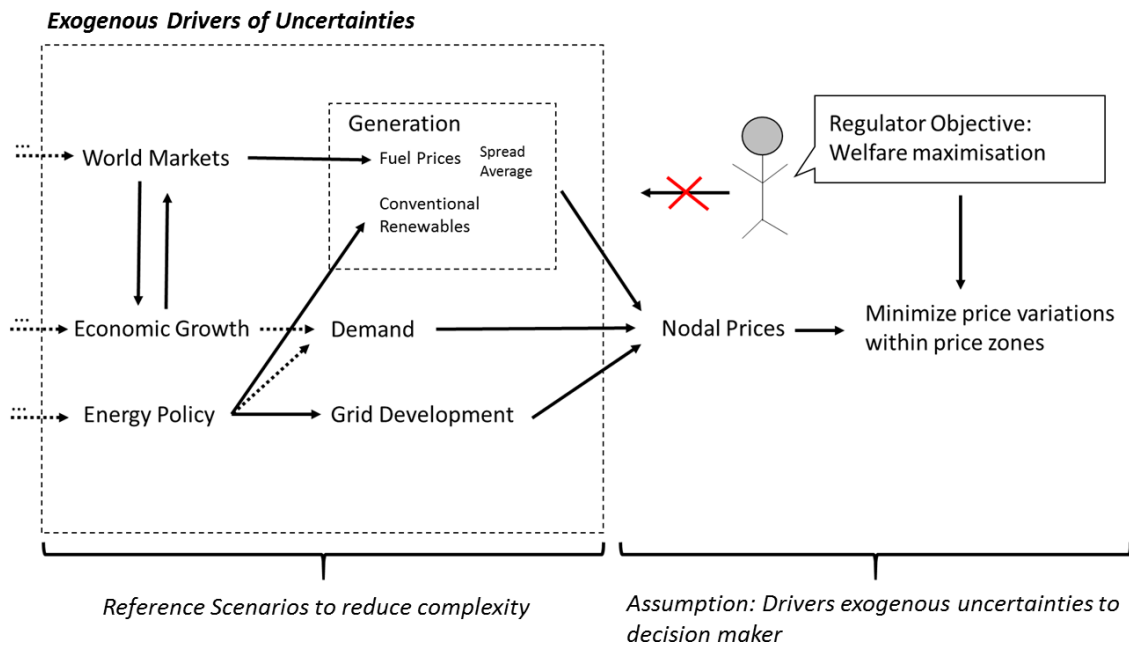 Exogenous Drivers of Uncertainties
Generation
Fuel Prices
Spread
Average
Conventional
Renewables
...
World Markets
...
Economic Growth
Demand
...
Energy Policy
Grid Development
Regulator Objective:
Welfare maximisation
Nodal Prices
Minimize price variations
within price zones
Reference Scenarios to reduce complexity
Assumption: Drivers exogenous uncertainties to
decision maker